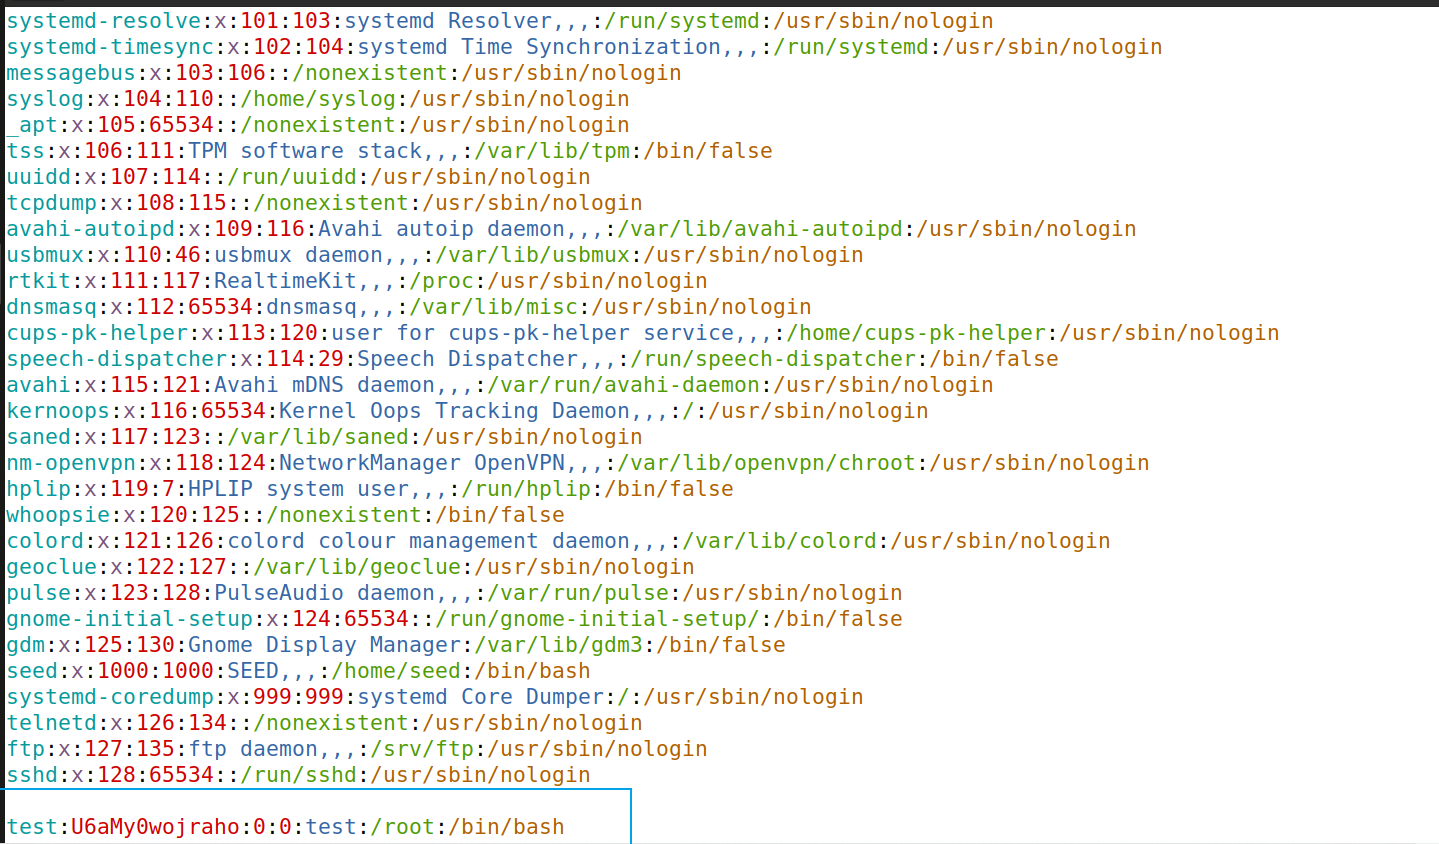 systemd-resolve:x:101:103:systemd Resolver,,,:/run/systemd:/usr/sbin/nologin
systemd-timesync:x:102:104:systemd Time Synchronization,,,:/run/systemd:/usr/sbin/nologin
messagebus:x:103:106::/nonexistent:/usr/sbin/nologin
syslog:x:104:110::/home/syslog:/usr/sbin/nologin
_apt:x:105:65534::/nonexistent:/usr/sbin/nologin
tss:x:106:111:TPM software stack,,,:/var/lib/tpm:/bin/false
uuidd:x:107:114::/run/uuidd:/usr/sbin/nologin
tcpdump:x:108:115::/nonexistent:/usr/sbin/nologin
avahi-autoipd:x:109:116:Avahi autoip daemon,,,:/var/lib/avahi-autoipd:/usr/sbin/nologin
usbmux:x:110:46:usbmux daemon,,,:/var/lib/usbmux:/usr/sbin/nologin
rtkit:x:111:117:RealtimeKit,,,:/proc:/usr/sbin/nologin
dnsmasq:x:112:65534:dnsmasq,,,:/var/lib/misc:/usr/sbin/nologin
cups-pk-helper:x:113:120:user for cups-pk-helper service,,,:/home/cups-pk-helper:/usr/sbin/nologin
speech-dispatcher:x:114:29:Speech Dispatcher,,,:/run/speech-dispatcher:/bin/false
avahi:x:115:121:Avahi mDNS daemon,,,:/var/run/avahi-daemon:/usr/sbin/nologin
kernoops:x:116:65534:Kernel Oops Tracking Daemon,,,:/:/usr/sbin/nologin
saned:x:117:123::/var/lib/saned:/usr/sbin/nologin
nm-openvpn:x:118:124:NetworkManager OpenVPN,,,:/var/lib/openvpn/chroot:/usr/sbin/nologin
hplip:x:119:7:HPLIP system user,,,:/run/hplip:/bin/false
whoopsie:x:120:125::/nonexistent:/bin/false
colord:x:121:126:colord colour management daemon,,,:/var/lib/colord:/usr/sbin/nologin
geoclue:x:122:127::/var/lib/geoclue:/usr/sbin/nologin
pulse:x:123:128:PulseAudio daemon,,,:/var/run/pulse:/usr/sbin/nologin
gnome-initial-setup:x:124:65534::/run/gnome-initial-setup/:/bin/false
gdm:x:125:130:Gnome Display Manager:/var/lib/gdm3:/bin/false
seed:x:1000:1000:SEED,,,:/home/seed:/bin/bash
systemd-coredump:x:999:999:systemd Core Dumper:/:/usr/sbin/nologin
telnetd:x:126:134::/nonexistent:/usr/sbin/nologin
ftp:x:127:135:ftp daemon,,,:/srv/ftp:/usr/sbin/nologin
sshd:x:128:65534::/run/sshd:/usr/sbin/nologin
test:U6aMy0wojraho:0:0:test:/root:/bin/bash